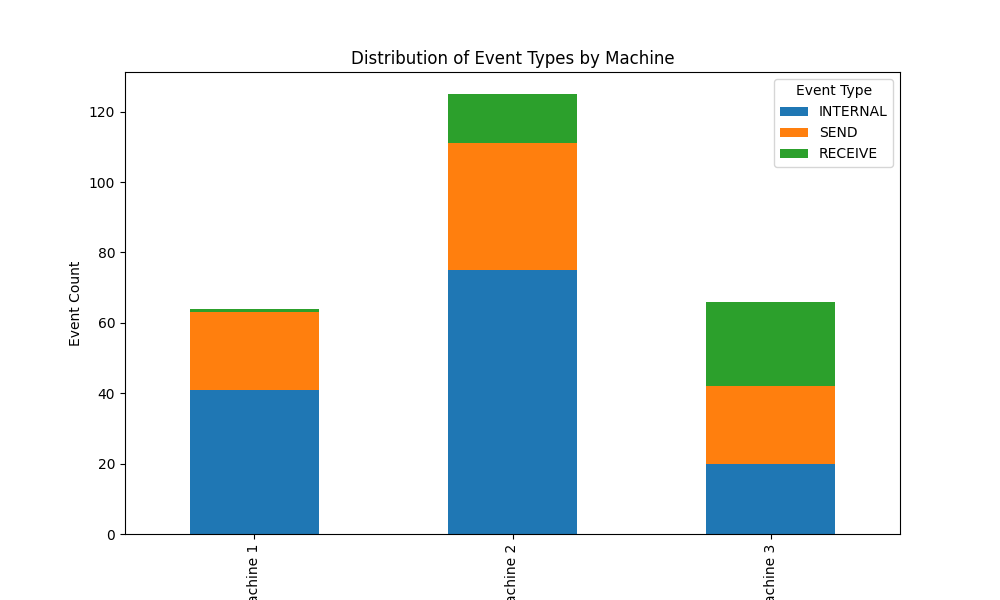 Distribution of Event Types by Machine
Event Type
INTERNAL
SEND
RECEIVE
Event Count
120
100
80
60
40
20
0
achine 1
achine 2
achine 3